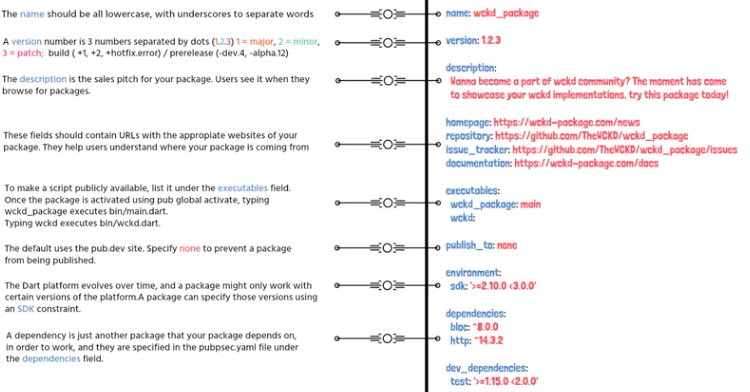 The name should be all lowercase, with underscores to separate words
A version number is 3 numbers separated by dots (1.2.3) 1 = major, 2 = minor,
3 = patch; build ( +1, +2, +hotfix.error) / prerelease (-dev.4, -alpha.12)
The description is the sales pitch for your package. Users see it when they
browse for packages.
These fields should contain URLs with the appropiate websites of your
package. They help users understand where your package is coming from
To make a script publicly available, list it under the executables field.
Once the package is activated using pub global activate, typing
wckd_package executes bin/main.dart.
Typing wckd executes bin/wckd.dart.
The default uses the pub.dev site. Specify none to prevent a package
from being published.
The Dart platform evolves over time, and a package might only work with
certain versions of the platform.A package can specify those versions using
an SDK constraint.
A dependency is just another package that your package depends on,
in order to work, and they are specified in the pubpsec.yaml file under
the dependencies field.
name: wckd_package
version: 1.2.3
description:
Wanna become a part of wckd community? The moment has come
to showcase your wckd implementations. try this package today!
homepage: https://wckd-package.com/news
repository: https://github.com/TheWCKD/wckd_package
issue_tracker: https://github.com/TheWCKD/wckd_package/issues
documentation: https://wckd-package.com/docs
executables:
wckd_package: main
wckd:
publish_to: none
environment:
sdk: '>=2.10.0 <3.0.0'
dependencies:
bloc: ^8.0.0
http: ^14.3.2
dev_dependencies:
test: '>=1.15.0 <2.0.0'